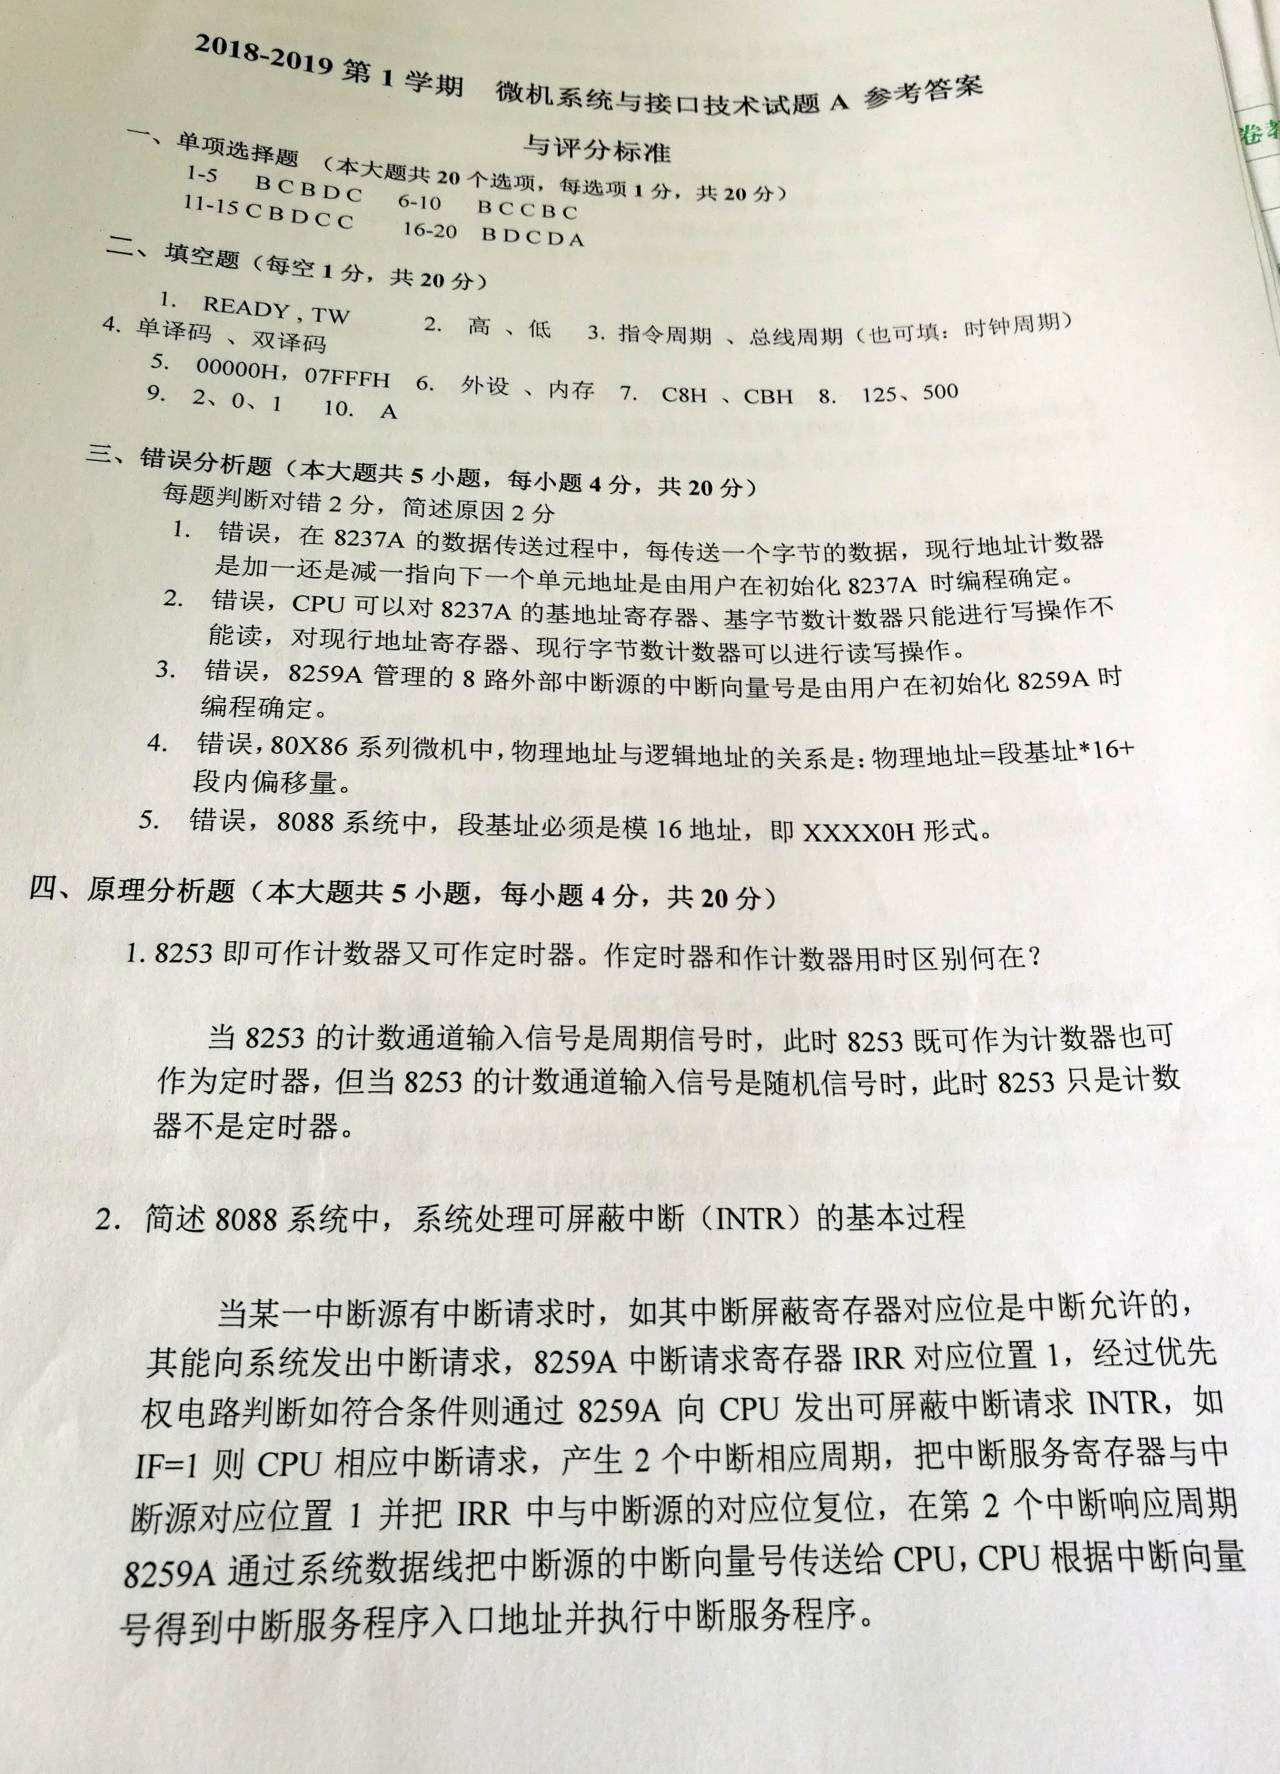 2018-2019 第 1 学期 微机系统与接口技术试题 A 参考答案
与评分标准
一、单项选择题 （本大题共 20 个选项，每选项 1 分，共 20 分）
1-5 B C B D C 6-10 B C C B C
11-15 C B D C C 16-20 B D C D A
二、填空题（每空 1 分，共 20 分）
1. READY , TW 2. 高 、低 3. 指令周期 、总线周期（也可填：时钟周期）
4. 单译码 、双译码
5. 00000H，07FFFH 6. 外设 、内存 7. C8H 、CBH 8. 125、500
9. 2、0、1 10. A
三、错误分析题（本大题共 5 小题，每小题 4 分，共 20 分）
每题判断对错 2 分，简述原因 2 分
1. 错误，在 8237A 的数据传送过程中，每传送一个字节的数据，现行地址计数器
是加一还是减一指向下一个单元地址是由用户在初始化 8237A 时编程确定。
2. 错误，CPU 可以对 8237A 的基地址寄存器、基字节数计数器只能进行写操作不
能读，对现行地址寄存器、现行字节数计数器可以进行读写操作。
3. 错误，8259A 管理的 8 路外部中断源的中断向量号是由用户在初始化 8259A 时
编程确定。
4. 错误，80X86 系列微机中，物理地址与逻辑地址的关系是：物理地址=段基址*16+
段内偏移量。
5. 错误，8088 系统中，段基址必须是模 16 地址，即 XXXX0H 形式。
四、原理分析题（本大题共 5 小题，每小题 4 分，共 20 分）
1. 8253 即可作计数器又可作定时器。作定时器和作计数器用时区别何在？
当 8253 的计数通道输入信号是周期信号时，此时 8253 既可作为计数器也可
作为定时器，但当 8253 的计数通道输入信号是随机信号时，此时 8253 只是计数
器不是定时器。
2．简述 8088 系统中，系统处理可屏蔽中断（INTR）的基本过程
当某一中断源有中断请求时，如其中断屏蔽寄存器对应位是中断允许的，
其能向系统发出中断请求，8259A 中断请求寄存器 IRR 对应位置 1，经过优先
权电路判断如符合条件则通过 8259A 向 CPU 发出可屏蔽中断请求 INTR，如
IF=1 则 CPU 相应中断请求，产生 2 个中断相应周期，把中断服务寄存器与中
断源对应位置 1 并把 IRR 中与中断源的对应位复位，在第 2 个中断响应周期
8259A 通过系统数据线把中断源的中断向量号传送给 CPU，CPU 根据中断向量
号得到中断服务程序入口地址并执行中断服务程序。
卷